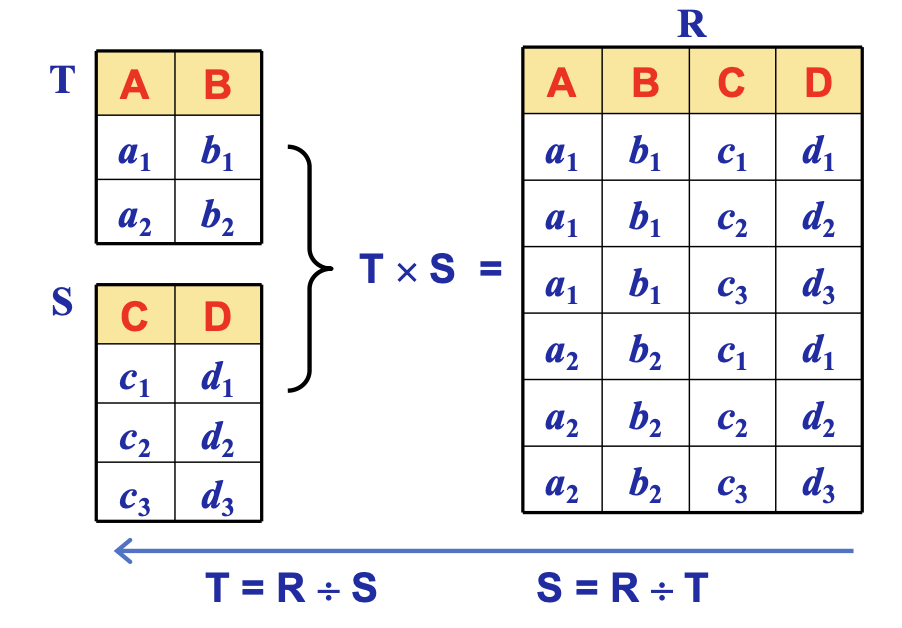 T
A B
a₁ b₁
a₂ b₂
S
C D
c₁ d₁
c₂ d₂
c₃ d₃
T × S =
R
A B C D
a₁ b₁ c₁ d₁
a₁ b₁ c₂ d₂
a₁ b₁ c₃ d₃
a₂ b₂ c₁ d₁
a₂ b₂ c₂ d₂
a₂ b₂ c₃ d₃
T = R ÷ S
S = R ÷ T